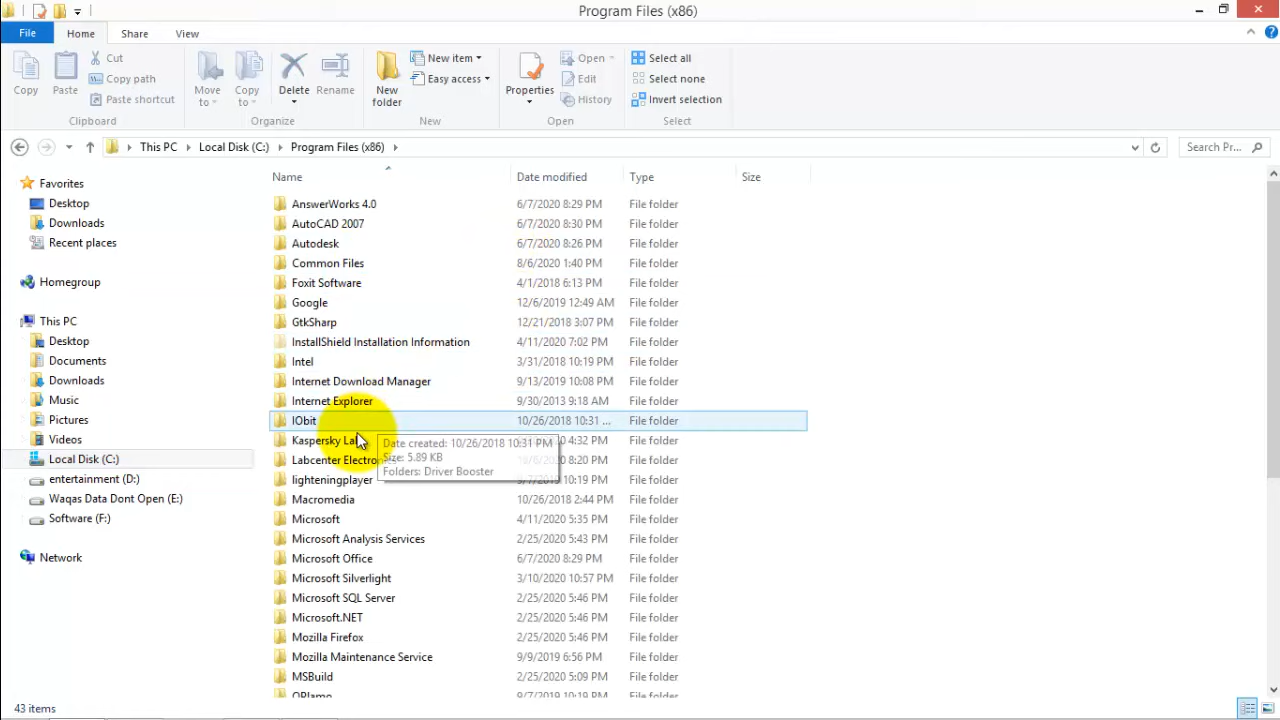 Program Files (x86)
File Home Share View
Copy Paste Cut Copy path Paste shortcut Clipboard
Move to Copy to Delete Rename Organize
New folder New item Easy access New
Properties Open Edit History Open
Select all Select none Invert selection Select
This PC Local Disk (C:) Program Files (x86) Search Pr...
Name Date modified Type Size
Favorites
Desktop
Downloads
Recent places
Homegroup
This PC
Desktop
Documents
Downloads
Music
Pictures
Videos
Local Disk (C:)
entertainment (D:)
Waqas Data Dont Open (E:)
Software (F:)
Network
AnswerWorks 4.0 6/7/2020 8:29 PM File folder
AutoCAD 2007 6/7/2020 8:30 PM File folder
Autodesk 6/7/2020 8:26 PM File folder
Common Files 8/6/2020 1:40 PM File folder
Foxit Software 4/1/2018 6:13 PM File folder
Google 12/6/2019 12:49 AM File folder
GtkSharp 12/21/2018 3:07 PM File folder
InstallShield Installation Information 4/11/2020 7:02 PM File folder
Intel 3/31/2018 10:19 PM File folder
Internet Download Manager 9/13/2019 10:08 PM File folder
Internet Explorer 9/30/2013 9:18 AM File folder
IObit 10/26/2018 10:31 ... File folder
Kaspersky 4:32 PM File folder
Labcenter 8:20 PM File folder
lighteningplayer 10:19 PM File folder
Date created: 10/26/2018 10:31 PM
Size: 5.89 KB
Folders: Driver Booster
Macromedia 10/26/2018 2:44 PM File folder
Microsoft 4/11/2020 5:35 PM File folder
Microsoft Analysis Services 2/25/2020 5:43 PM File folder
Microsoft Office 6/7/2020 8:29 PM File folder
Microsoft Silverlight 3/10/2020 10:57 PM File folder
Microsoft SQL Server 2/25/2020 5:46 PM File folder
Microsoft.NET 2/25/2020 5:46 PM File folder
Mozilla Firefox 2/25/2020 5:46 PM File folder
Mozilla Maintenance Service 9/9/2019 6:56 PM File folder
MSBuild 2/25/2020 5:09 PM File folder
43 items